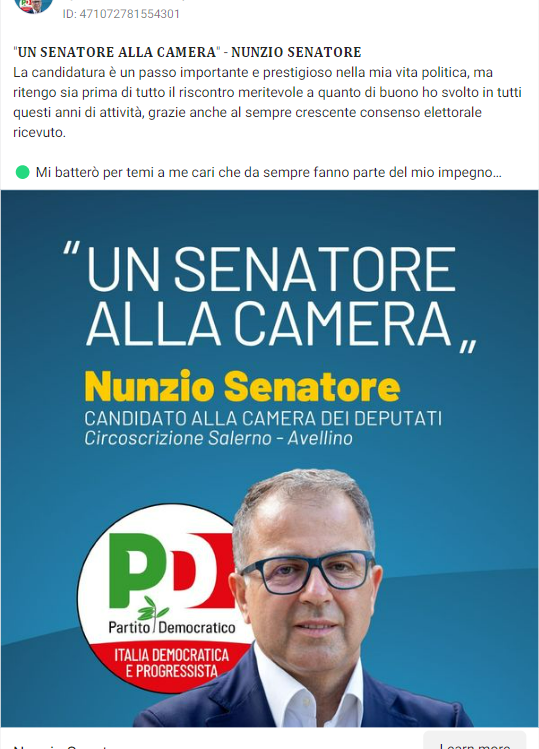 ID: 471072781554301
"UN SENATORE ALLA CAMERA" - NUNZIO SENATORE
La candidatura è un passo importante e prestigioso nella mia vita politica, ma
ritengo sia prima di tutto il riscontro meritevole a quanto di buono ho svolto in tutti
questi anni di attività, grazie anche al sempre crescente consenso elettorale
ricevuto.
Mi batterò per temi a me cari che da sempre fanno parte del mio impegno...
“UN SENATORE
ALLA CAMERA„
Nunzio Senatore
CANDIDATO ALLA CAMERA DEI DEPUTATI
Circoscrizione Salerno - Avellino
PD
Partito Democratico
ITALIA DEMOCRATICA
E PROGRESSISTA